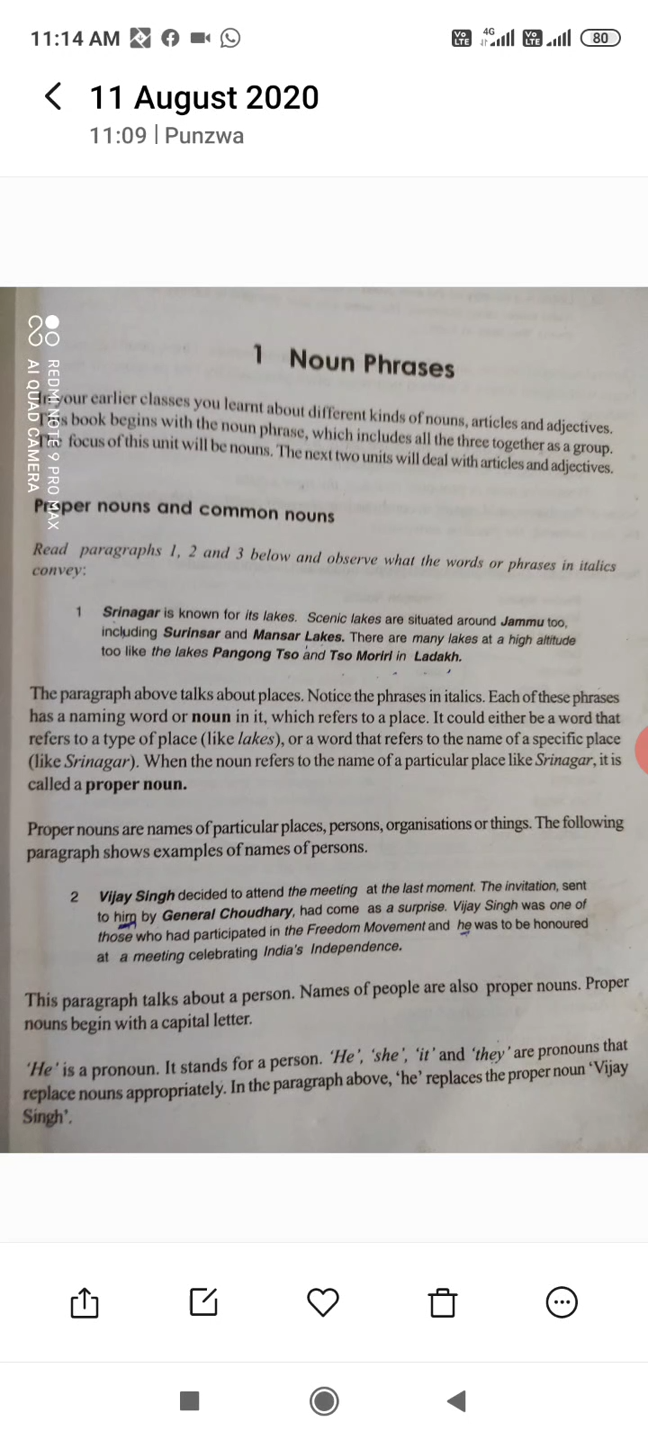 11:14 AM
Vo LTE 4G Vo LTE 80
11 August 2020
11:09 | Punzwa
REDMI NOTE 9 PRO MAX
AI QUAD CAMERA
1 Noun Phrases
In your earlier classes you learnt about different kinds of nouns, articles and adjectives.
This book begins with the noun phrase, which includes all the three together as a group.
The focus of this unit will be nouns. The next two units will deal with articles and adjectives.
Proper nouns and common nouns
Read paragraphs 1, 2 and 3 below and observe what the words or phrases in italics
convey:
1 Srinagar is known for its lakes. Scenic lakes are situated around Jammu too,
including Surinsar and Mansar Lakes. There are many lakes at a high altitude
too like the lakes Pangong Tso and Tso Moriri in Ladakh.
The paragraph above talks about places. Notice the phrases in italics. Each of these phrases
has a naming word or noun in it, which refers to a place. It could either be a word that
refers to a type of place (like lakes), or a word that refers to the name of a specific place
(like Srinagar). When the noun refers to the name of a particular place like Srinagar, it is
called a proper noun.
Proper nouns are names of particular places, persons, organisations or things. The following
paragraph shows examples of names of persons.
2 Vijay Singh decided to attend the meeting at the last moment. The invitation, sent
to him by General Choudhary, had come as a surprise. Vijay Singh was one of
those who had participated in the Freedom Movement and he was to be honoured
at a meeting celebrating India's Independence.
This paragraph talks about a person. Names of people are also proper nouns. Proper
nouns begin with a capital letter.
'He' is a pronoun. It stands for a person. 'He', 'she', 'it' and 'they' are pronouns that
replace nouns appropriately. In the paragraph above, 'he' replaces the proper noun 'Vijay
Singh'.